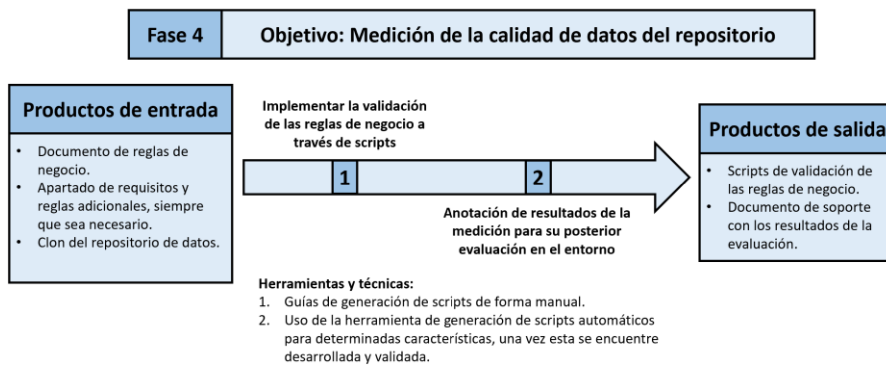 Fase 4
Objetivo: Medición de la calidad de datos del repositorio
Productos de entrada
• Documento de reglas de
negocio.
• Apartado de requisitos y
reglas adicionales, siempre
que sea necesario.
• Clon del repositorio de datos.
Implementar la validación
de las reglas de negocio a
través de scripts
1
2
Anotación de resultados de la
medición para su posterior
evaluación en el entorno
Productos de salida
• Scripts de validación de
las reglas de negocio.
• Documento de soporte
con los resultados de la
evaluación.
Herramientas y técnicas:
1. Guías de generación de scripts de forma manual.
2. Uso de la herramienta de generación de scripts automáticos
para determinadas características, una vez esta se encuentre
desarrollada y validada.